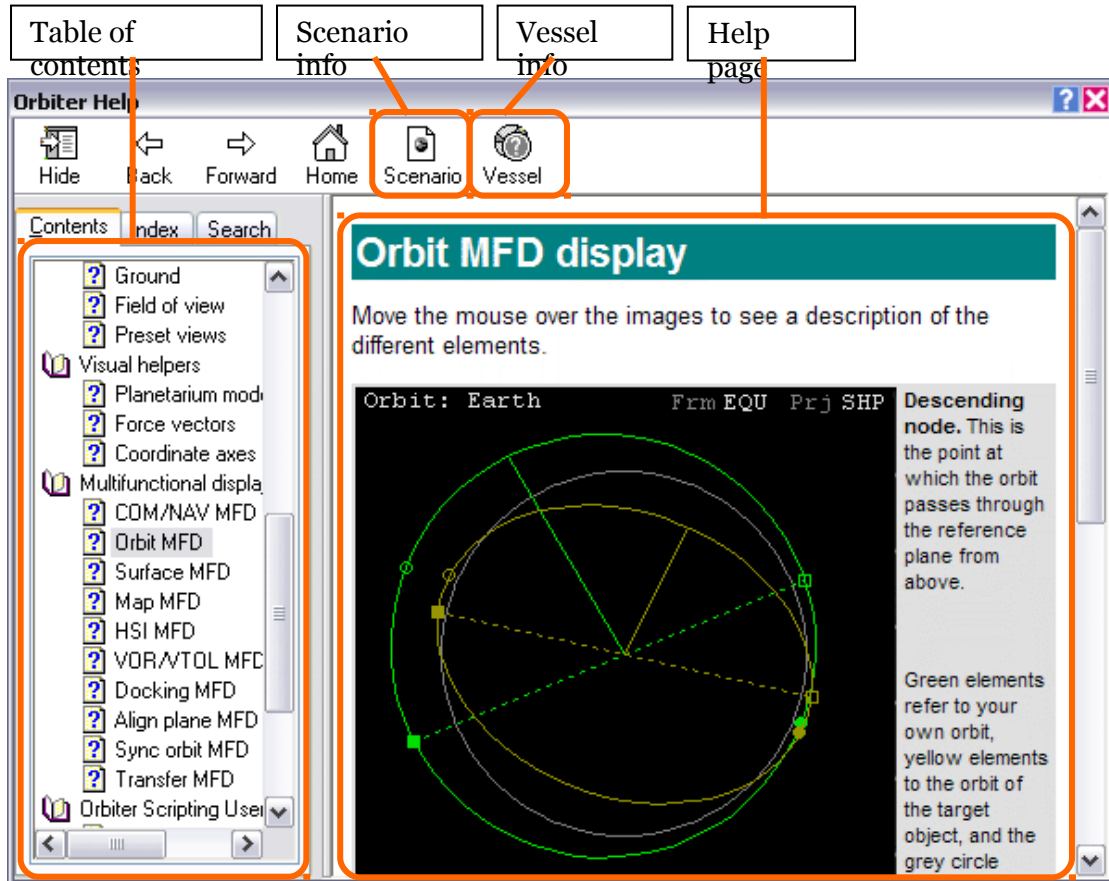 Table of
contents
Scenario
info
Vessel
info
Help
page
Orbiter Help
Hide Back Forward Home Scenario Vessel
Contents Index Search
Ground
Field of view
Preset views
Visual helpers
Planetarium mod
Force vectors
Coordinate axes
Multifunctional displa
COM/NAV MFD
Orbit MFD
Surface MFD
Map MFD
HSI MFD
VOR/VTOL MFD
Docking MFD
Align plane MFD
Sync orbit MFD
Transfer MFD
Orbiter Scripting User
Orbit MFD display
Move the mouse over the images to see a description of the
different elements.
Orbit: Earth Frm EQU Prj SHP
Descending
node. This is
the point at
which the orbit
passes through
the reference
plane from
above.
Green elements
refer to your
own orbit,
yellow elements
to the orbit of
the target
object, and the
grey circle